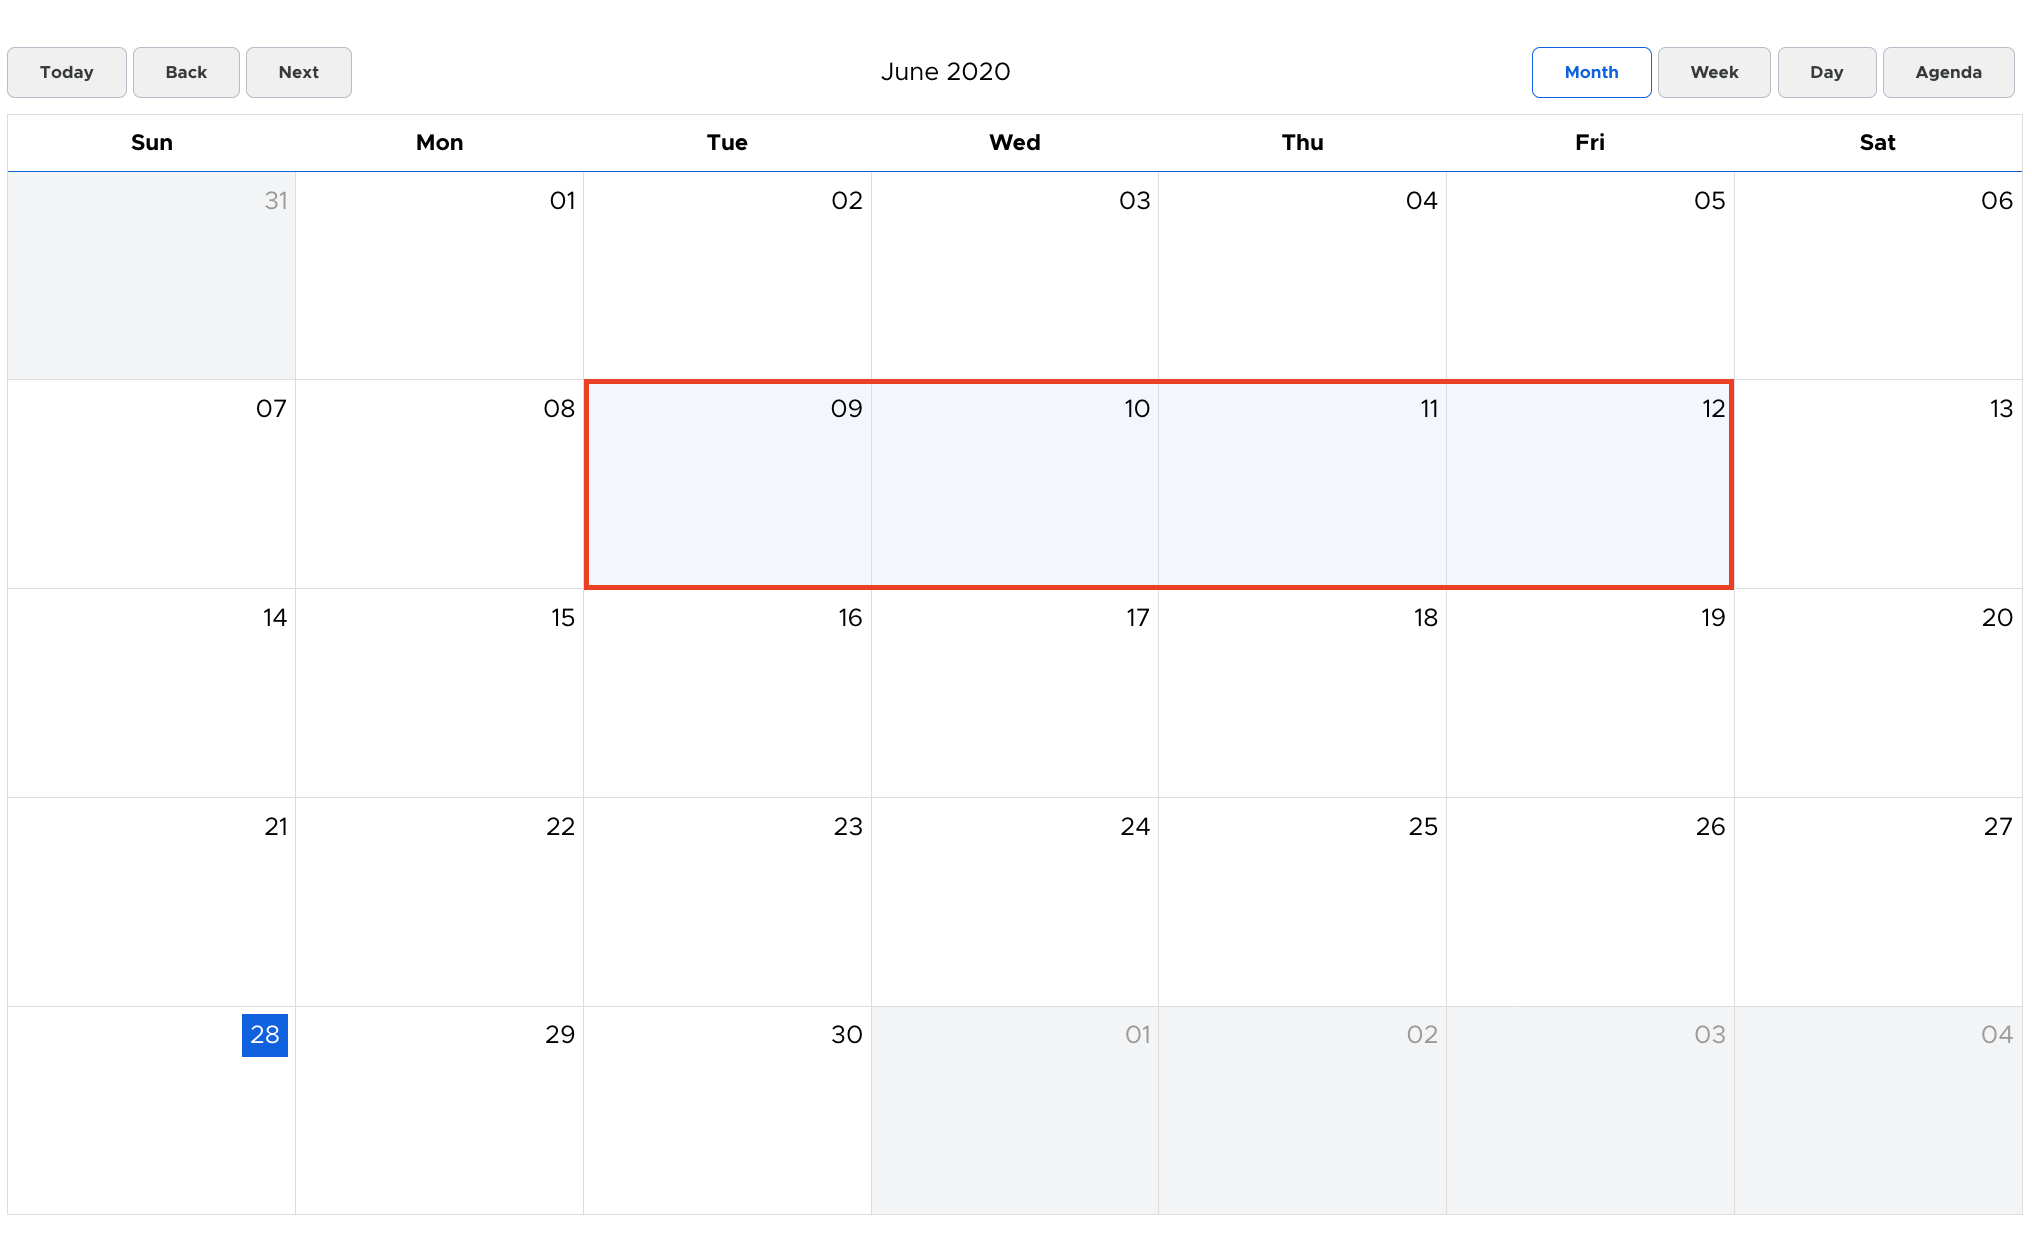 Today Back Next June 2020 Month Week Day Agenda
Sun Mon Tue Wed Thu Fri Sat
31 01 02 03 04 05 06
07 08 09 10 11 12 13
14 15 16 17 18 19 20
21 22 23 24 25 26 27
28 29 30 01 02 03 04